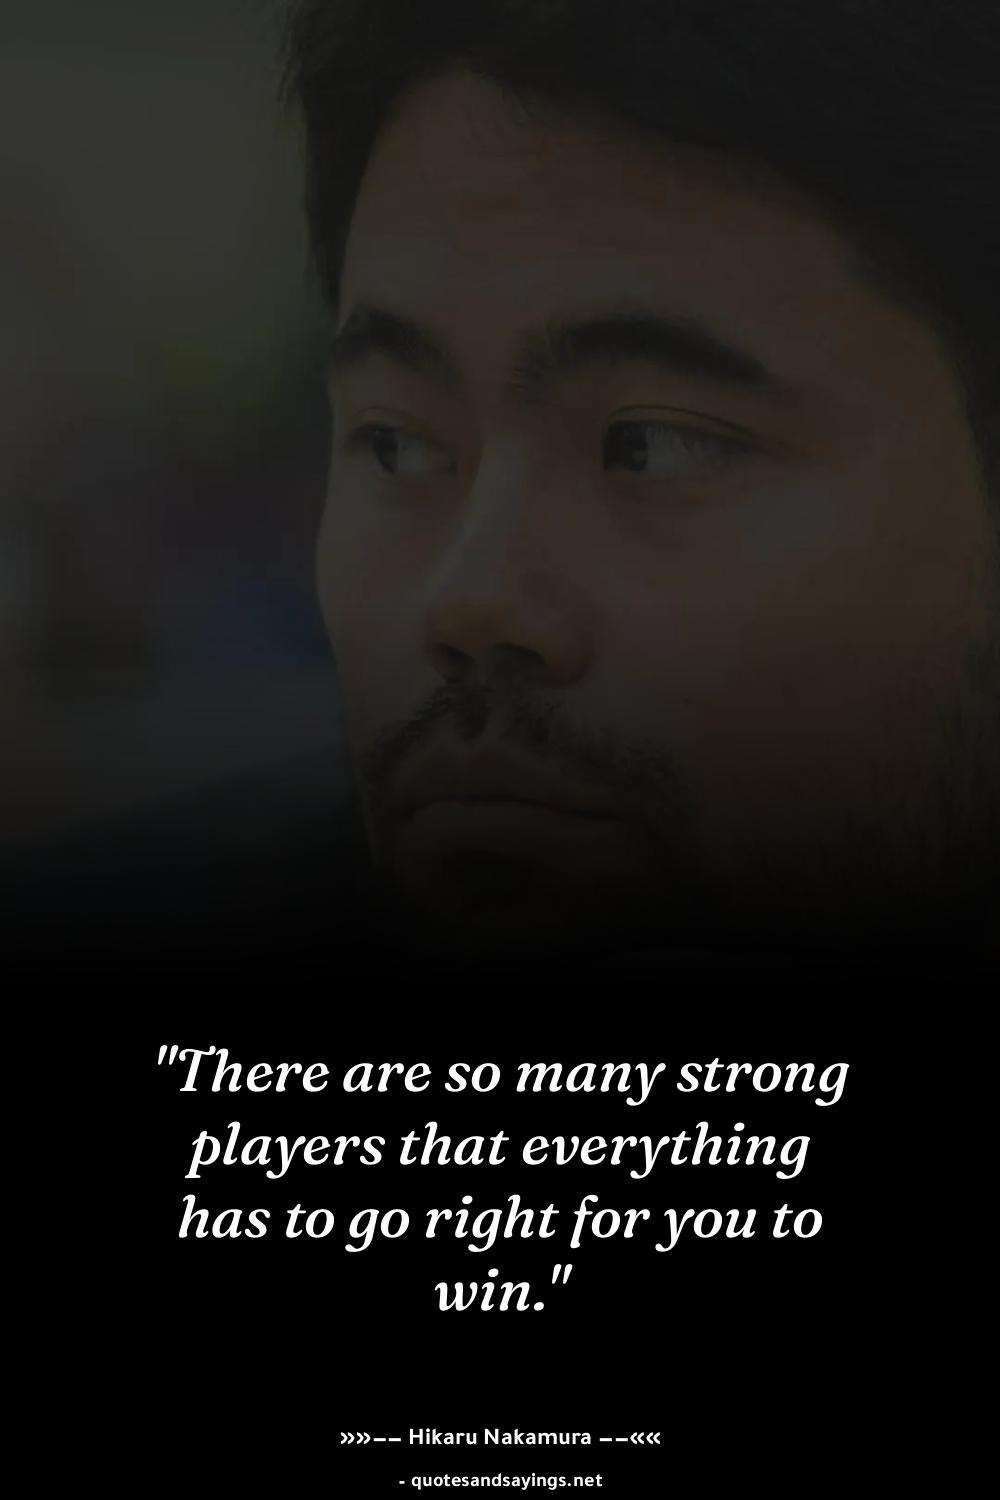 "There are so many strong
players that everything
has to go right for you to
win."
»»−− Hikaru Nakamura −−««
- quotesandsayings.net